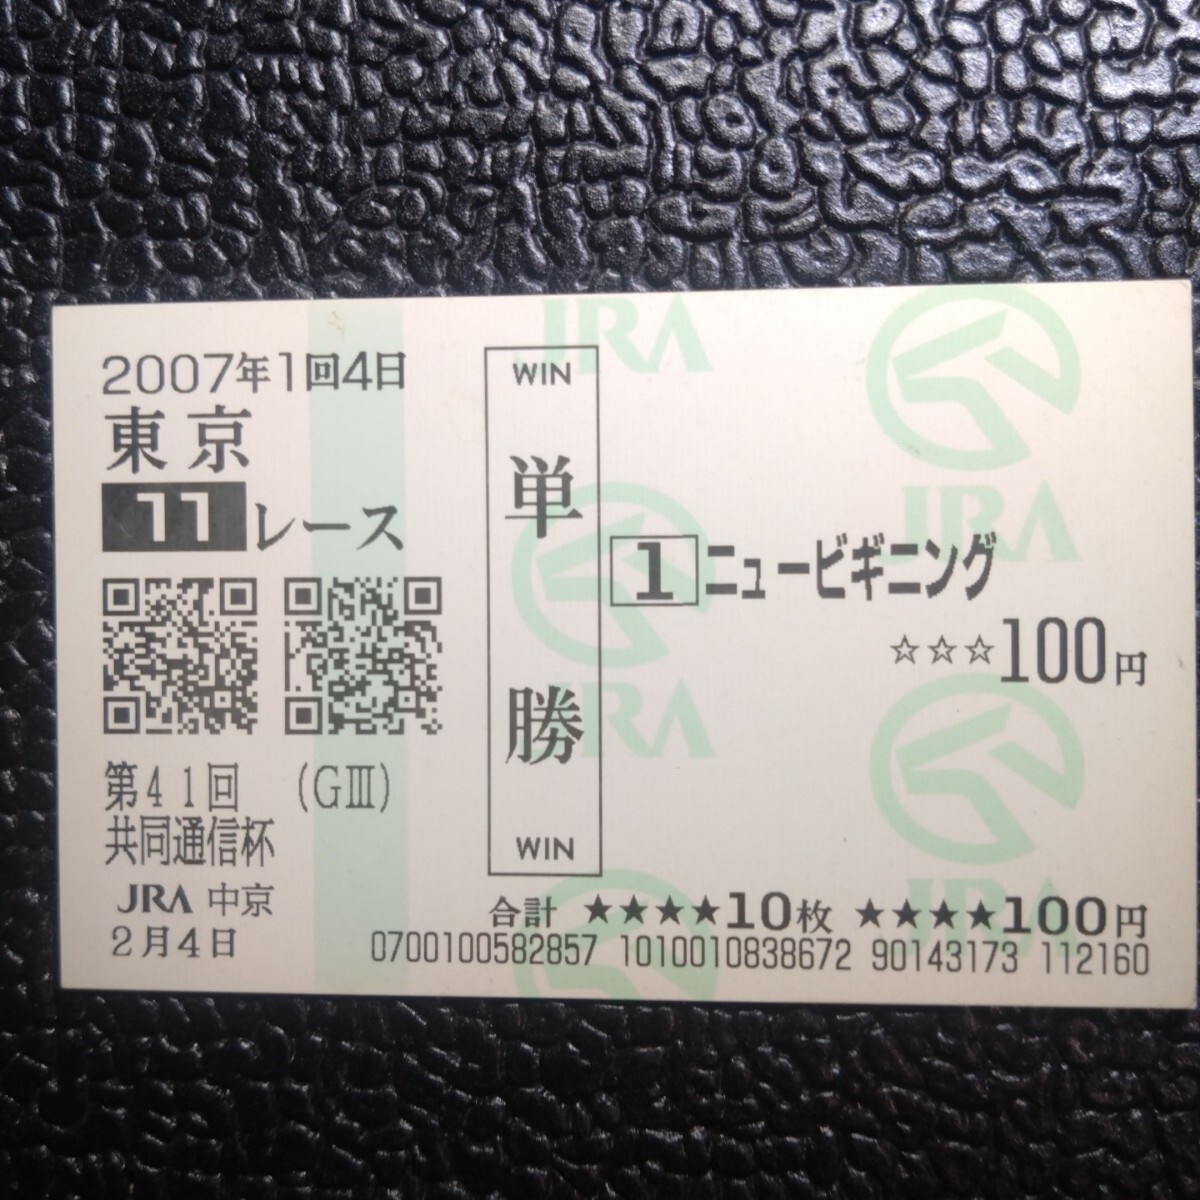 2007年1回4日
東京
11レース
第41回 (GⅢ)
共同通信杯
JRA 中京
2月4日
WIN
単勝
WIN
1 ニュービギニング
☆☆☆100円
合計 ★★★★10枚 ★★★★100円
0700100582857 1010010838672 90143173 112160
JRA
JRA
JRA
JRA